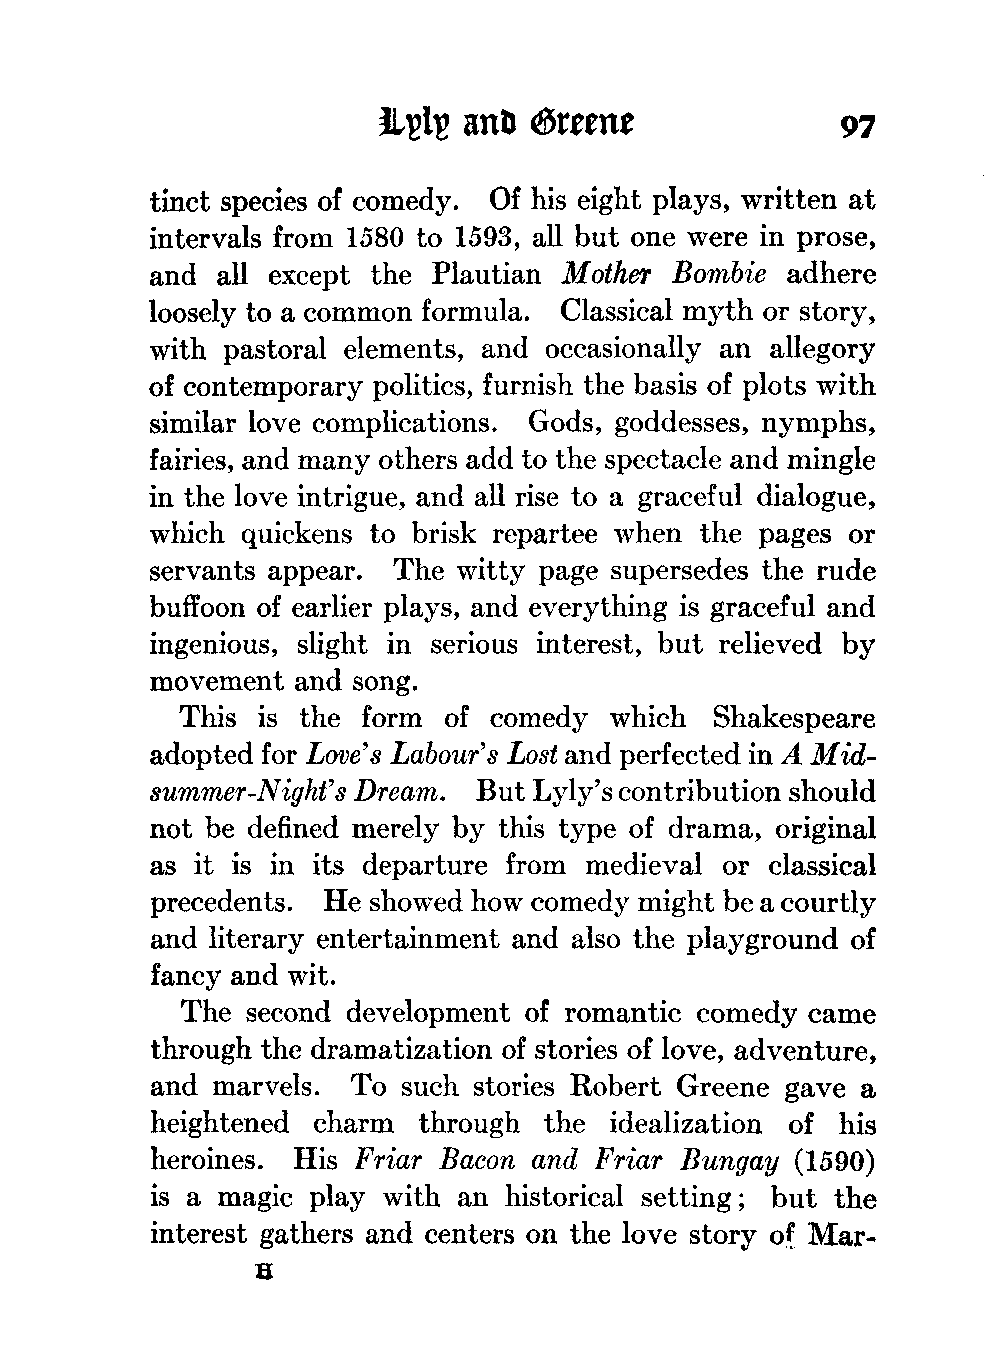 Lyly and Greene 97
tinct species of comedy. Of his eight plays, written at
intervals from 1580 to 1593, all but one were in prose,
and all except the Plautian Mother Bombie adhere
loosely to a common formula. Classical myth or story,
with pastoral elements, and occasionally an allegory
of contemporary politics, furnish the basis of plots with
similar love complications. Gods, goddesses, nymphs,
fairies, and many others add to the spectacle and mingle
in the love intrigue, and all rise to a graceful dialogue,
which quickens to brisk repartee when the pages or
servants appear. The witty page supersedes the rude
buffoon of earlier plays, and everything is graceful and
ingenious, slight in serious interest, but relieved by
movement and song.
This is the form of comedy which Shakespeare
adopted for Love's Labour's Lost and perfected in A Mid-
summer-Night's Dream. But Lyly's contribution should
not be defined merely by this type of drama, original
as it is in its departure from medieval or classical
precedents. He showed how comedy might be a courtly
and literary entertainment and also the playground of
fancy and wit.
The second development of romantic comedy came
through the dramatization of stories of love, adventure,
and marvels. To such stories Robert Greene gave a
heightened charm through the idealization of his
heroines. His Friar Bacon and Friar Bungay (1590)
is a magic play with an historical setting; but the
interest gathers and centers on the love story of Mar-
H